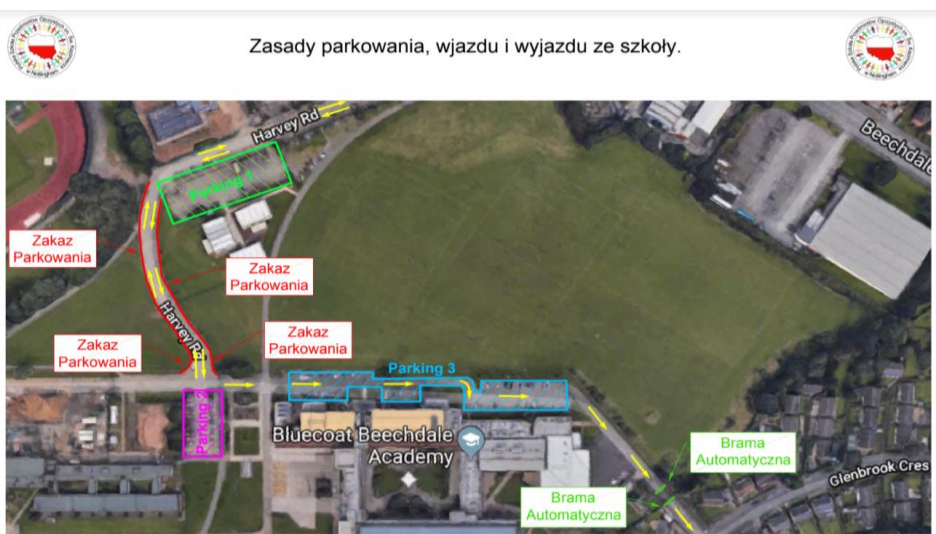 Zasady parkowania, wjazdu i wyjazdu ze szkoły.
Harvey Rd
Beechdale
Parking 1
Zakaz
Parkowania
Zakaz
Parkowania
Harvey Rd
Zakaz
Parkowania
Zakaz
Parkowania
Parking 3
Parking 2
Bluecoat Beechdale
Academy
Brama
Automatyczna
Glenbrook Cres
Brama
Automatyczna